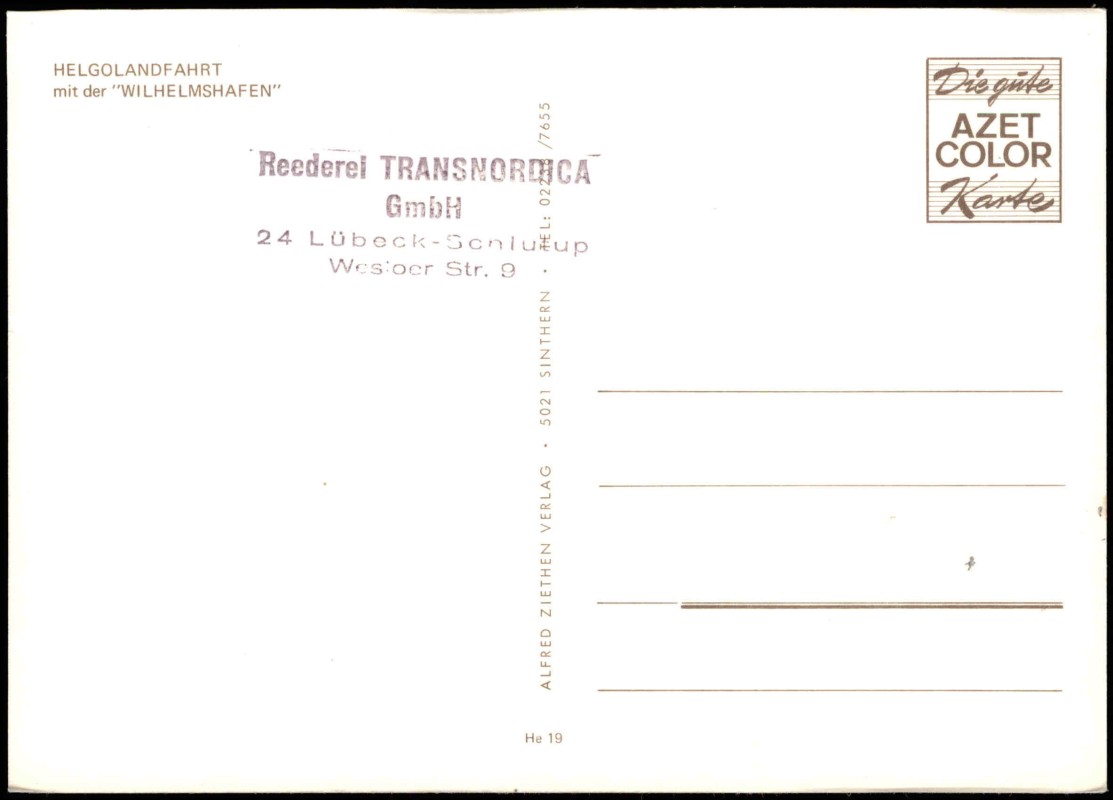 HELGOLANDFAHRT
mit der "WILHELMSHAFEN"
Reederei TRANSNORDICA
GmbH
24 Lübeck-Schlutup
Str. 9
Die gute
AZET
COLOR
Karte
ALFRED ZIETHEN VERLAG · 5021 SINTHERN · TEL: /7655
He 19